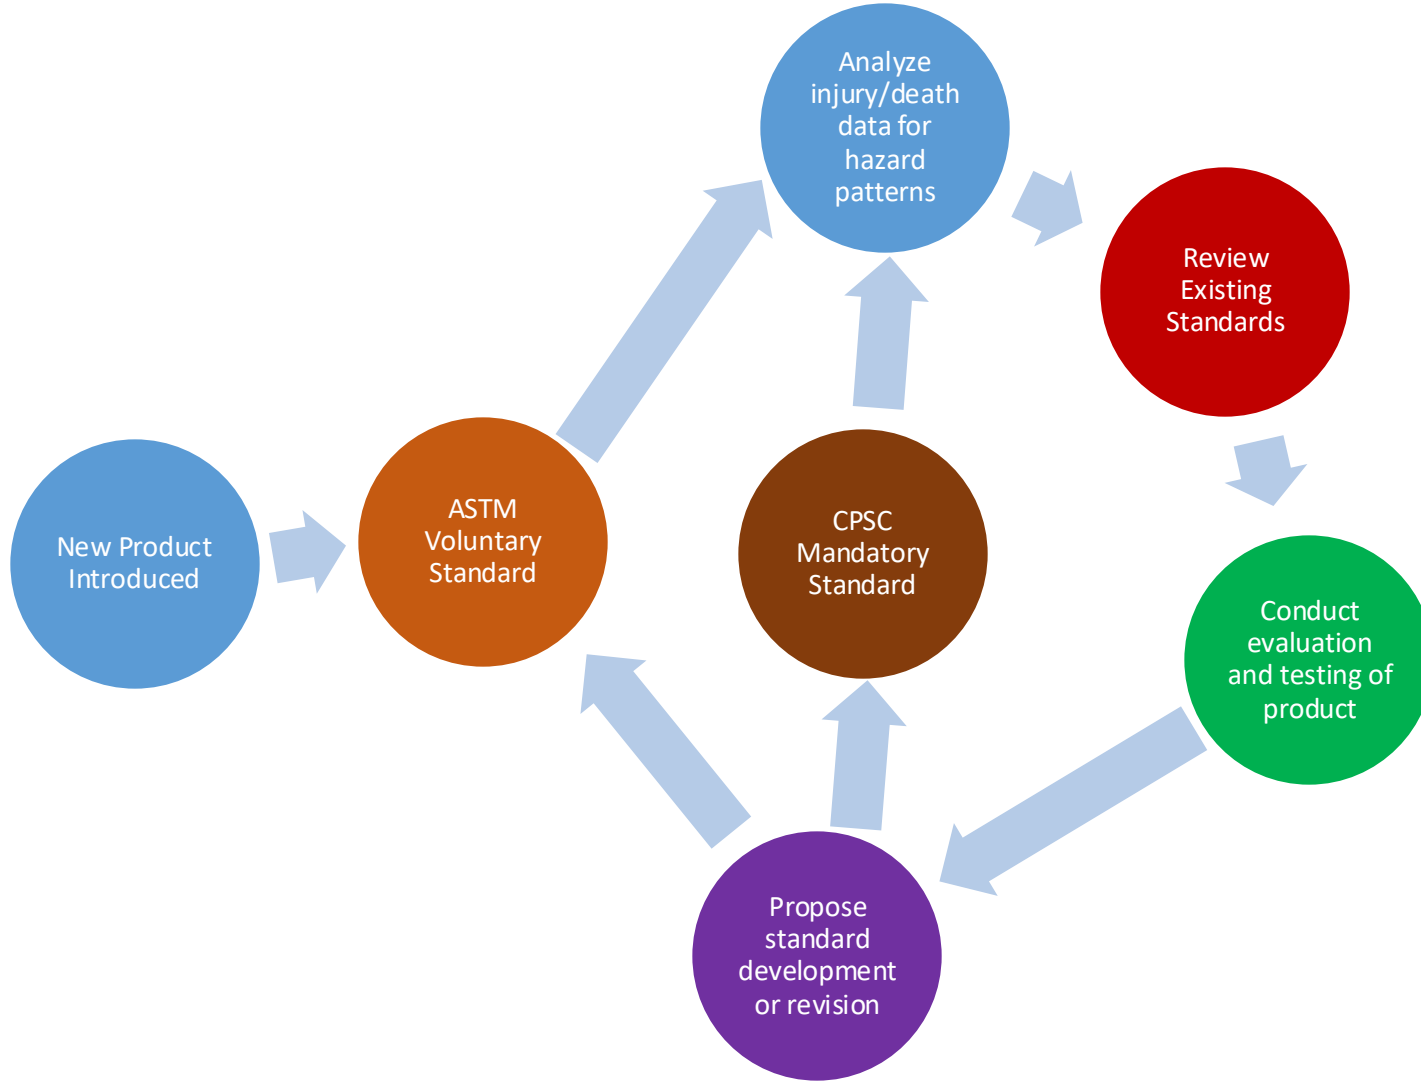 Analyze
injury/death
data for
hazard
patterns
Review
Existing
Standards
New Product
Introduced
ASTM
Voluntary
Standard
CPSC
Mandatory
Standard
Conduct
evaluation
and testing of
product
Propose
standard
development
or revision